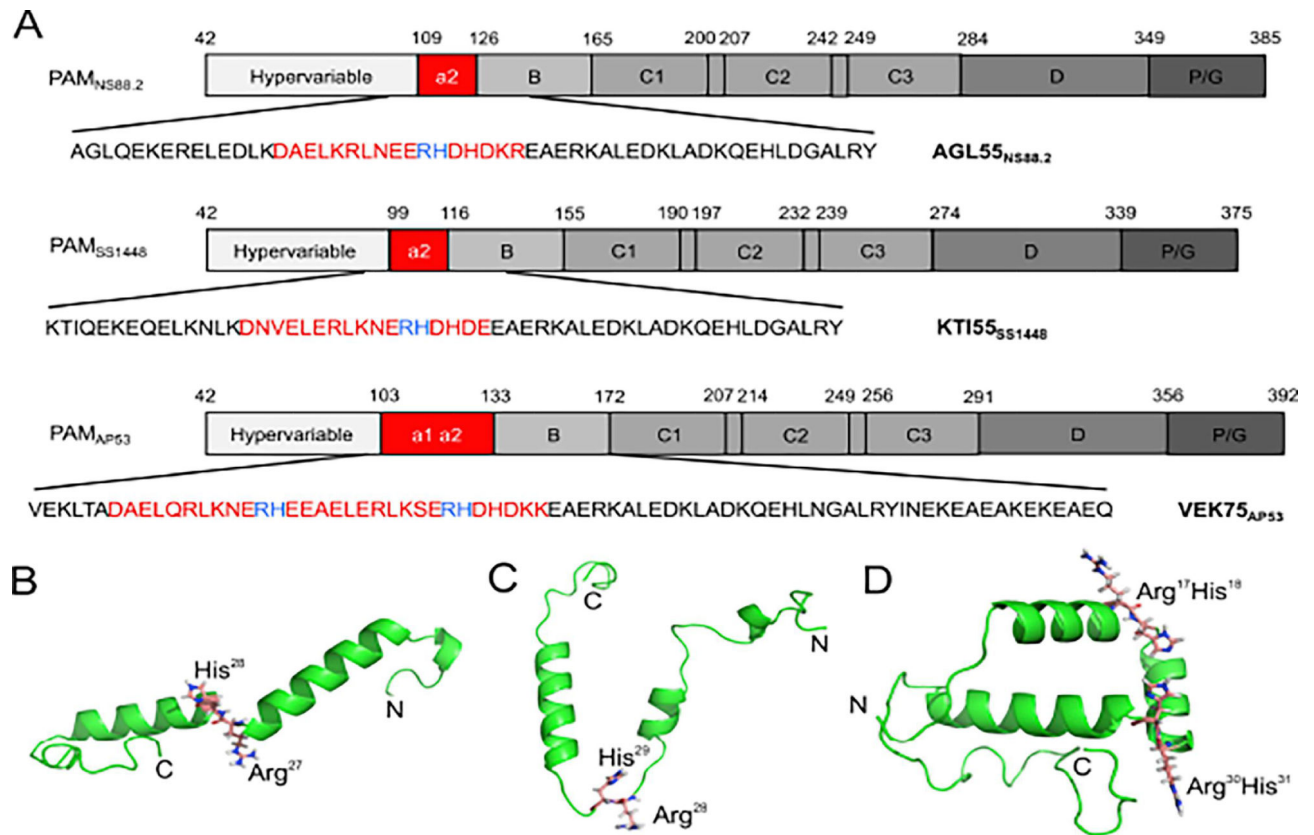 A
42 109 126 165 200 207 242 249 284 349 385
PAMNS88.2 Hypervariable a2 B C1 C2 C3 D P/G
AGLQEKERELEDLKDAELKRLNEERHDHDKREAERKALEDKLADKQEHLDGALRY AGL55NS88.2
42 99 116 155 190 197 232 239 274 339 375
PAMSS1448 Hypervariable a2 B C1 C2 C3 D P/G
KTIQEKEQELKNLKDNVELERLKNERHDHDEEAERKALEDKLADKQEHLDGALRY KTI55SS1448
42 103 133 172 207 214 249 256 291 356 392
PAMAP53 Hypervariable a1 a2 B C1 C2 C3 D P/G
VEKLTADAELQRLKNERHEEAELERLKSERHDHDKKEAERKALEDKLADKQEHLNGALRYINEKEAEAKEKEAEQ VEK75AP53
B
His28
N
C
Arg27
C
C
N
His29
Arg28
D
Arg17His18
N
C
Arg30His31